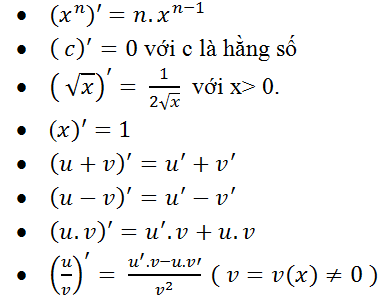 • (xⁿ)′ = n.xⁿ⁻¹
• ( c)′ = 0 với c là hằng số
• ( √x)′ = 1/(2√x) với x> 0.
• (x)′ = 1
• (u + v)′ = u′ + v′
• (u − v)′ = u′ − v′
• (u. v)′ = u′. v + u. v
• (u/v)′ = (u′.v−u.v′)/v² ( v = v(x) ≠ 0 )